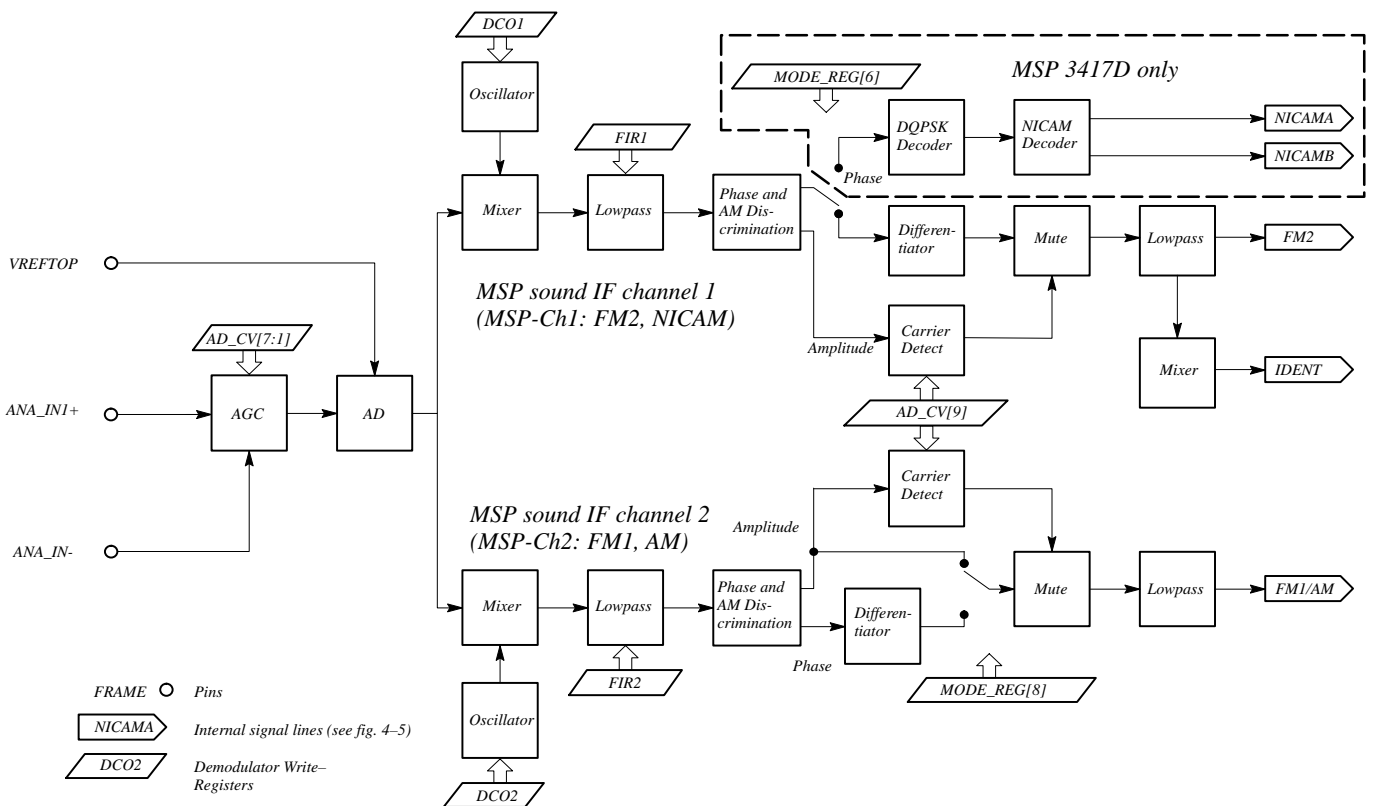 DCO1
Oscillator
MODE_REG[6]
MSP 3417D only
DQPSK
Decoder
NICAM
Decoder
NICAMA
NICAMB
Phase
FIR1
Mixer
Lowpass
Phase and
AM Dis-
crimination
Differen-
tiator
Mute
Lowpass
FM2
VREFTOP
MSP sound IF channel 1
(MSP-Ch1: FM2, NICAM)
AD_CV[7:1]
Amplitude
Carrier
Detect
Mixer
IDENT
ANA_IN1+
AGC
AD
AD_CV[9]
Carrier
Detect
MSP sound IF channel 2
(MSP-Ch2: FM1, AM)
Amplitude
ANA_IN-
Mixer
Lowpass
Phase and
AM Dis-
crimination
Differen-
tiator
Mute
Lowpass
FM1/AM
Phase
FIR2
MODE_REG[8]
Oscillator
DCO2
FRAME
Pins
NICAMA
Internal signal lines (see fig. 4–5)
DCO2
Demodulator Write–
Registers